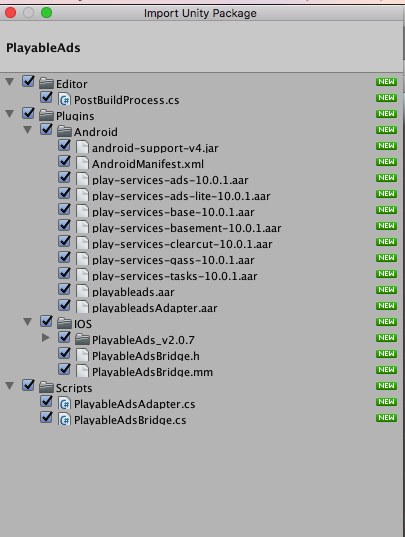 Import Unity Package
PlayableAds
Editor NEW
PostBuildProcess.cs NEW
Plugins NEW
Android NEW
android-support-v4.jar NEW
AndroidManifest.xml NEW
play-services-ads-10.0.1.aar NEW
play-services-ads-lite-10.0.1.aar NEW
play-services-base-10.0.1.aar NEW
play-services-basement-10.0.1.aar NEW
play-services-clearcut-10.0.1.aar NEW
play-services-gass-10.0.1.aar NEW
play-services-tasks-10.0.1.aar NEW
playableads.aar NEW
playableadsAdapter.aar NEW
IOS NEW
PlayableAds_v2.0.7 NEW
PlayableAdsBridge.h NEW
PlayableAdsBridge.mm NEW
Scripts NEW
PlayableAdsAdapter.cs NEW
PlayableAdsBridge.cs NEW